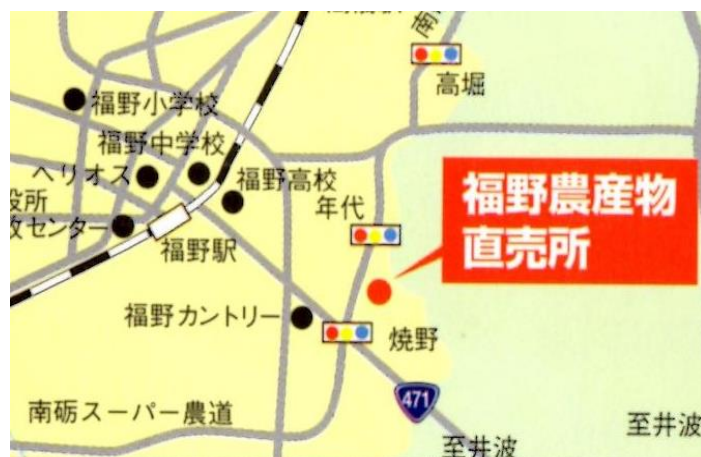 高堀
福野小学校
福野中学校
ヘリオス
福野高校
役所
センター
年代
福野農産物
直売所
福野駅
福野カントリー
焼野
471
南砺スーパー農道
至井波
至井波